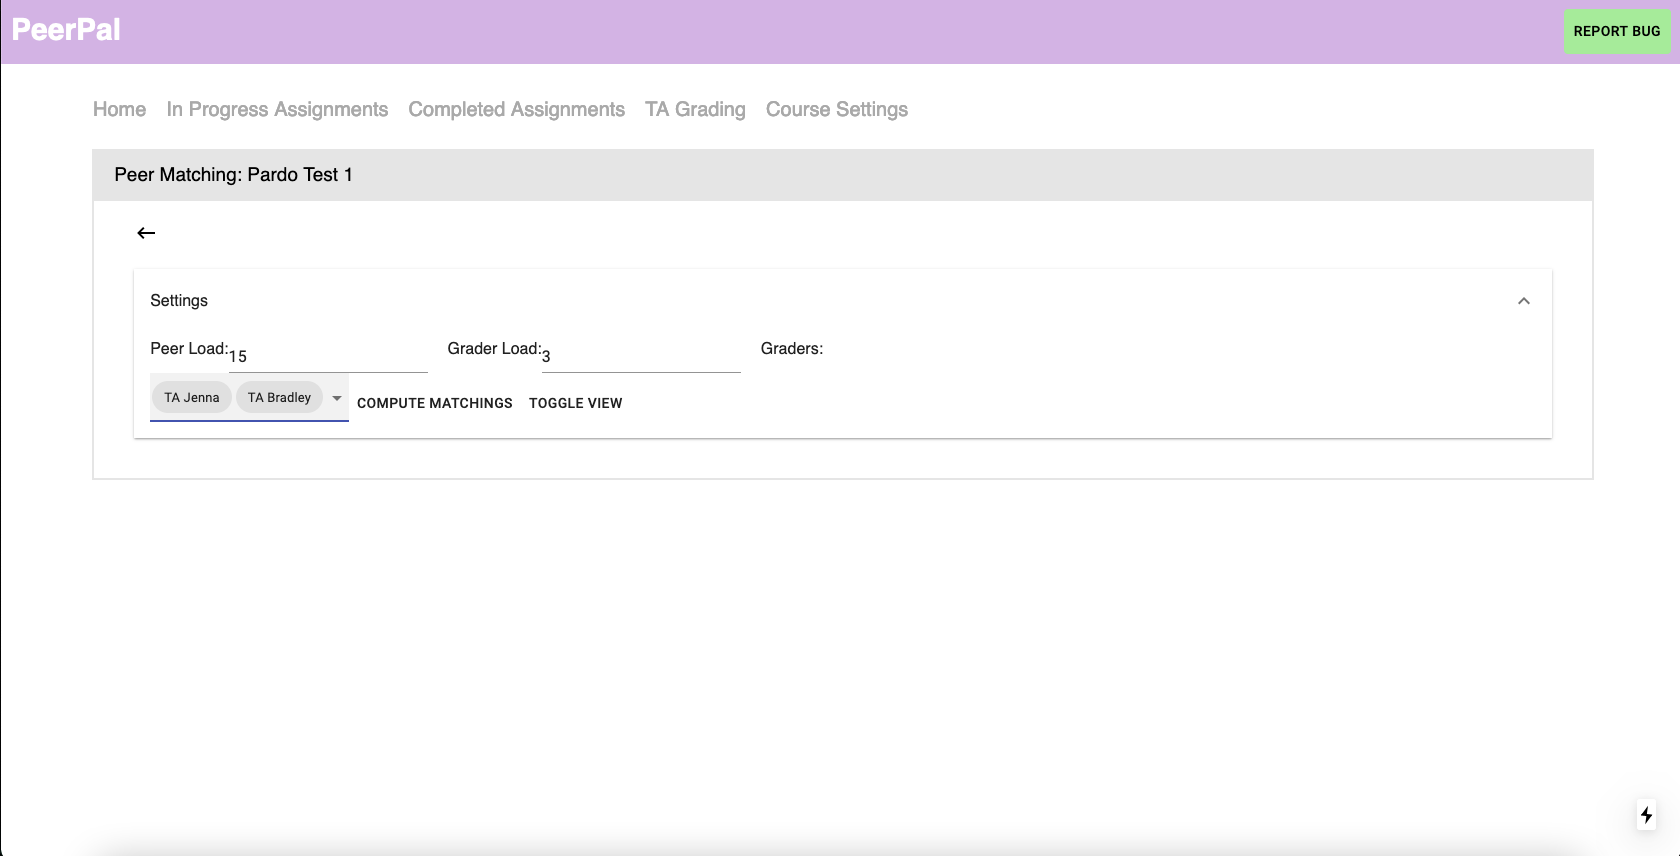 PeerPal
REPORT BUG
Home In Progress Assignments Completed Assignments TA Grading Course Settings
Peer Matching: Pardo Test 1
Settings
Peer Load: 15 Grader Load: 3 Graders:
TA Jenna TA Bradley COMPUTE MATCHINGS TOGGLE VIEW